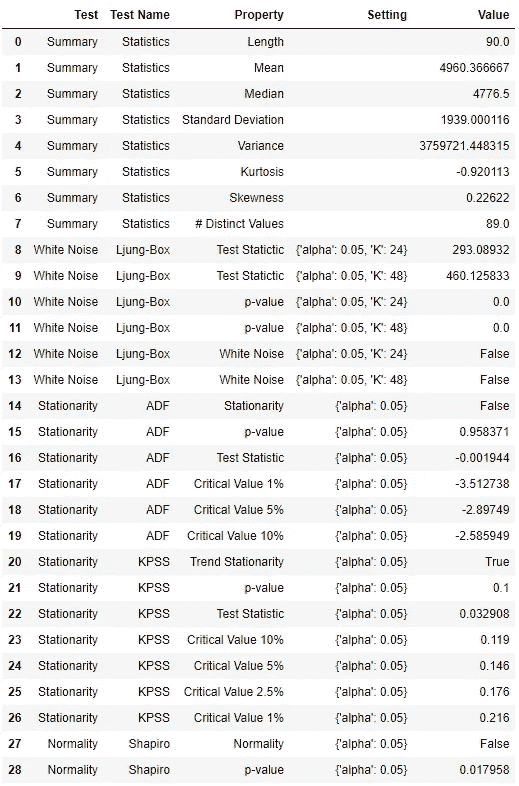 Test Test Name Property Setting Value
0 Summary Statistics Length 90.0
1 Summary Statistics Mean 4960.366667
2 Summary Statistics Median 4776.5
3 Summary Statistics Standard Deviation 1939.000116
4 Summary Statistics Variance 3759721.448315
5 Summary Statistics Kurtosis -0.920113
6 Summary Statistics Skewness 0.22622
7 Summary Statistics # Distinct Values 89.0
8 White Noise Ljung-Box Test Statictic {'alpha': 0.05, 'K': 24} 293.08932
9 White Noise Ljung-Box Test Statictic {'alpha': 0.05, 'K': 48} 460.125833
10 White Noise Ljung-Box p-value {'alpha': 0.05, 'K': 24} 0.0
11 White Noise Ljung-Box p-value {'alpha': 0.05, 'K': 48} 0.0
12 White Noise Ljung-Box White Noise {'alpha': 0.05, 'K': 24} False
13 White Noise Ljung-Box White Noise {'alpha': 0.05, 'K': 48} False
14 Stationarity ADF Stationarity {'alpha': 0.05} False
15 Stationarity ADF p-value {'alpha': 0.05} 0.958371
16 Stationarity ADF Test Statistic {'alpha': 0.05} -0.001944
17 Stationarity ADF Critical Value 1% {'alpha': 0.05} -3.512738
18 Stationarity ADF Critical Value 5% {'alpha': 0.05} -2.89749
19 Stationarity ADF Critical Value 10% {'alpha': 0.05} -2.585949
20 Stationarity KPSS Trend Stationarity {'alpha': 0.05} True
21 Stationarity KPSS p-value {'alpha': 0.05} 0.1
22 Stationarity KPSS Test Statistic {'alpha': 0.05} 0.032908
23 Stationarity KPSS Critical Value 10% {'alpha': 0.05} 0.119
24 Stationarity KPSS Critical Value 5% {'alpha': 0.05} 0.146
25 Stationarity KPSS Critical Value 2.5% {'alpha': 0.05} 0.176
26 Stationarity KPSS Critical Value 1% {'alpha': 0.05} 0.216
27 Normality Shapiro Normality {'alpha': 0.05} False
28 Normality Shapiro p-value {'alpha': 0.05} 0.017958